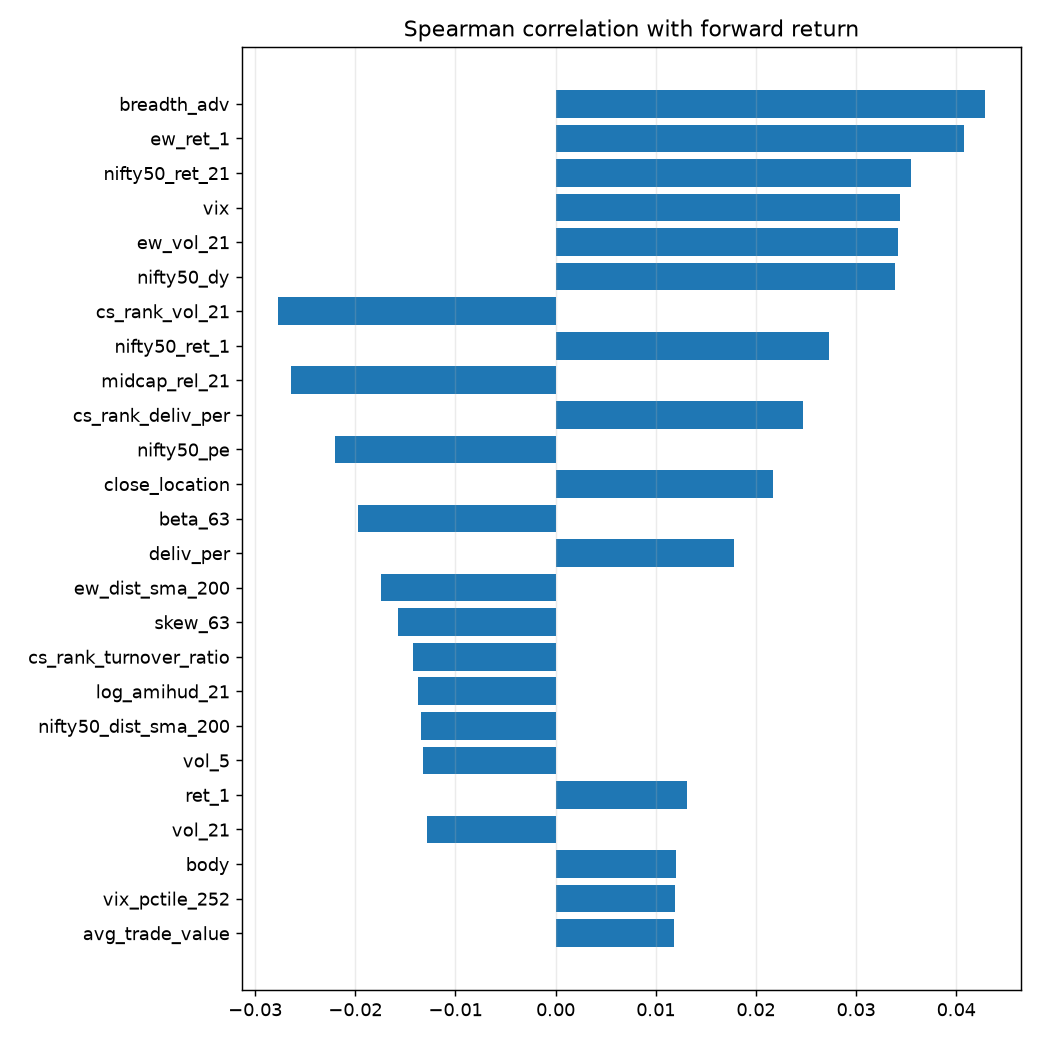 Spearman correlation with forward return
breadth_adv
ew_ret_1
nifty50_ret_21
vix
ew_vol_21
nifty50_dy
cs_rank_vol_21
nifty50_ret_1
midcap_rel_21
cs_rank_deliv_per
nifty50_pe
close_location
beta_63
deliv_per
ew_dist_sma_200
skew_63
cs_rank_turnover_ratio
log_amihud_21
nifty50_dist_sma_200
vol_5
ret_1
vol_21
body
vix_pctile_252
avg_trade_value
−0.03 −0.02 −0.01 0.00 0.01 0.02 0.03 0.04